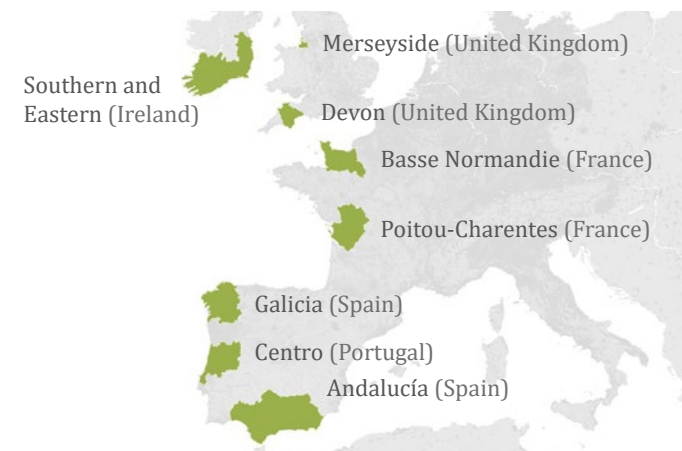 Merseyside (United Kingdom)
Southern and
Eastern (Ireland)
Devon (United Kingdom)
Basse Normandie (France)
Poitou-Charentes (France)
Galicia (Spain)
Centro (Portugal)
Andalucía (Spain)